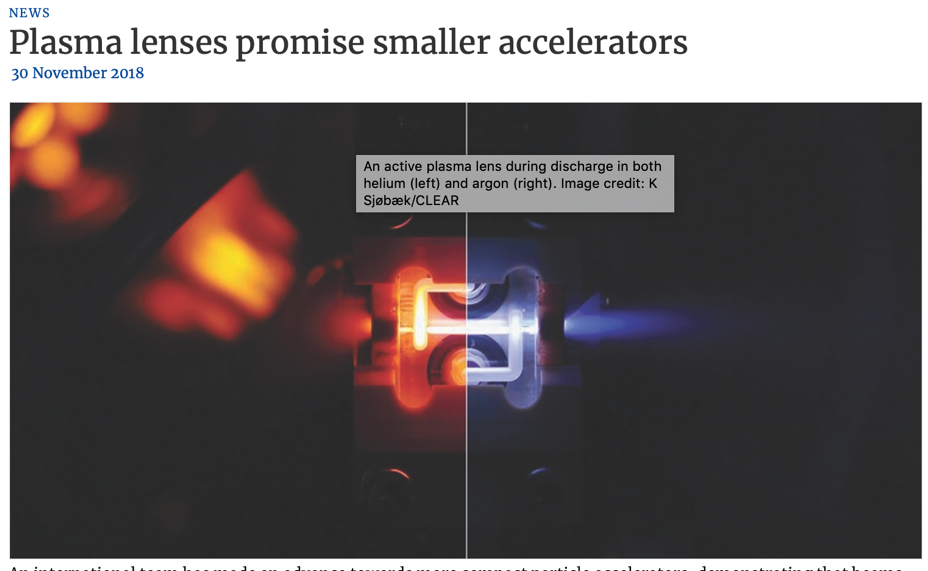 NEWS
Plasma lenses promise smaller accelerators
30 November 2018
An active plasma lens during discharge in both
helium (left) and argon (right). Image credit: K
Sjøbæk/CLEAR
An international team has made an advance towards more compact particle accelerators, demonstrating that beams